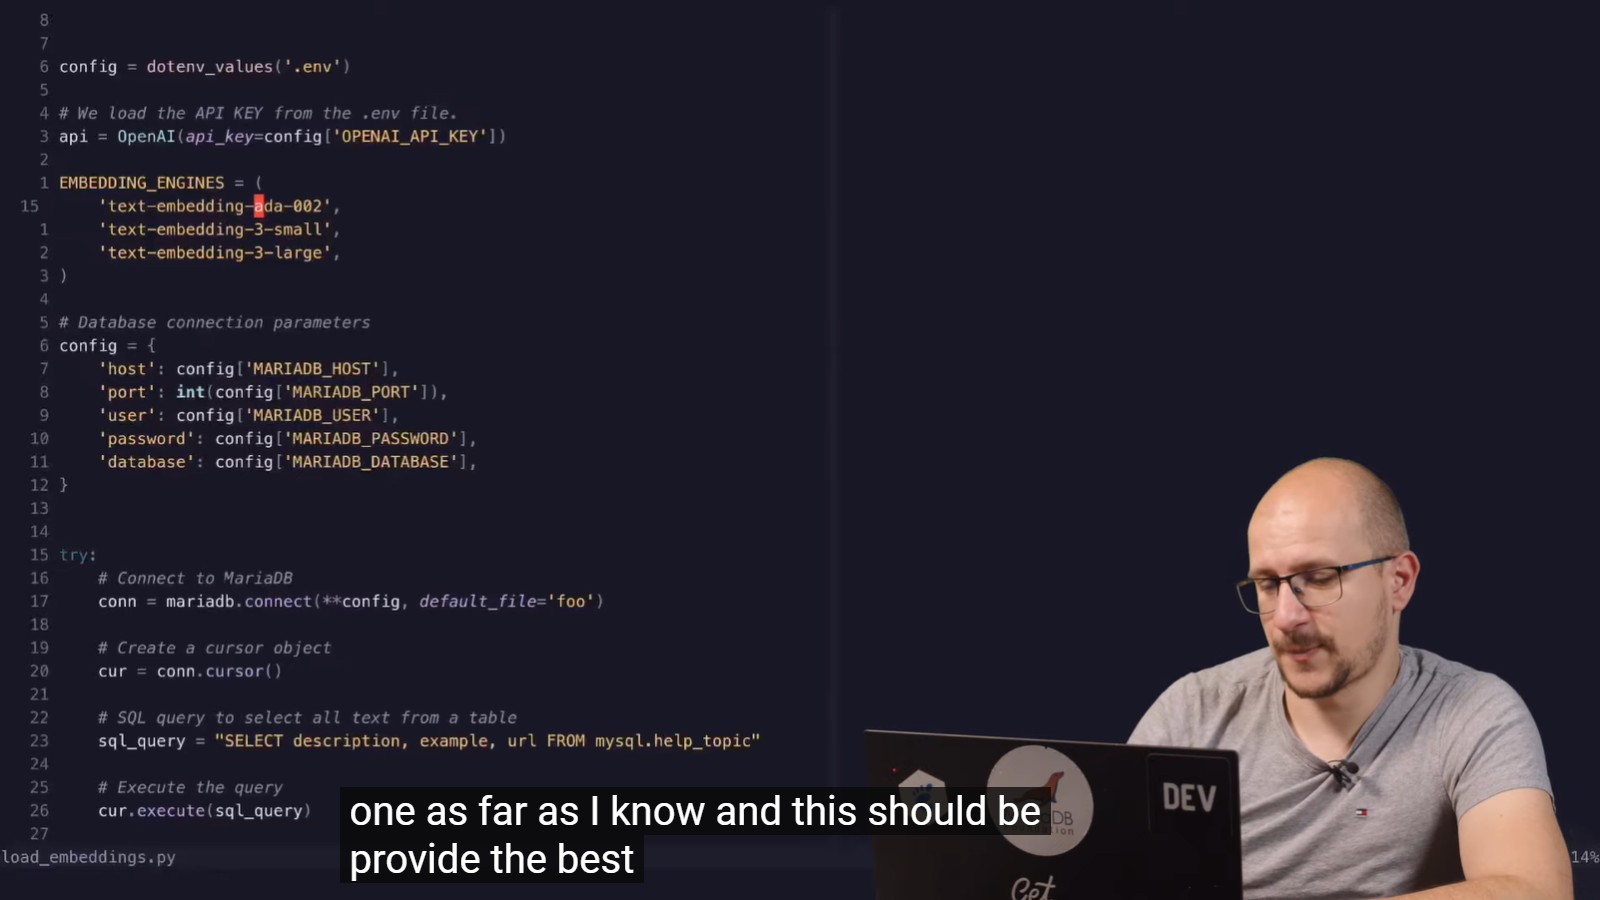 8
7
6 config = dotenv_values('.env')
5
4 # We load the API KEY from the .env file.
3 api = OpenAI(api_key=config['OPENAI_API_KEY'])
2
1 EMBEDDING_ENGINES = (
15 'text-embedding-ada-002',
1 'text-embedding-3-small',
2 'text-embedding-3-large',
3 )
4
5 # Database connection parameters
6 config = {
7 'host': config['MARIADB_HOST'],
8 'port': int(config['MARIADB_PORT']),
9 'user': config['MARIADB_USER'],
10 'password': config['MARIADB_PASSWORD'],
11 'database': config['MARIADB_DATABASE'],
12 }
13
14
15 try:
16 # Connect to MariaDB
17 conn = mariadb.connect(**config, default_file='foo')
18
19 # Create a cursor object
20 cur = conn.cursor()
21
22 # SQL query to select all text from a table
23 sql_query = "SELECT description, example, url FROM mysql.help_topic"
24
25 # Execute the query
26 cur.execute(sql_query)
27
load_embeddings.py
14%
one as far as I know and this should be
provide the best
DEV
Get